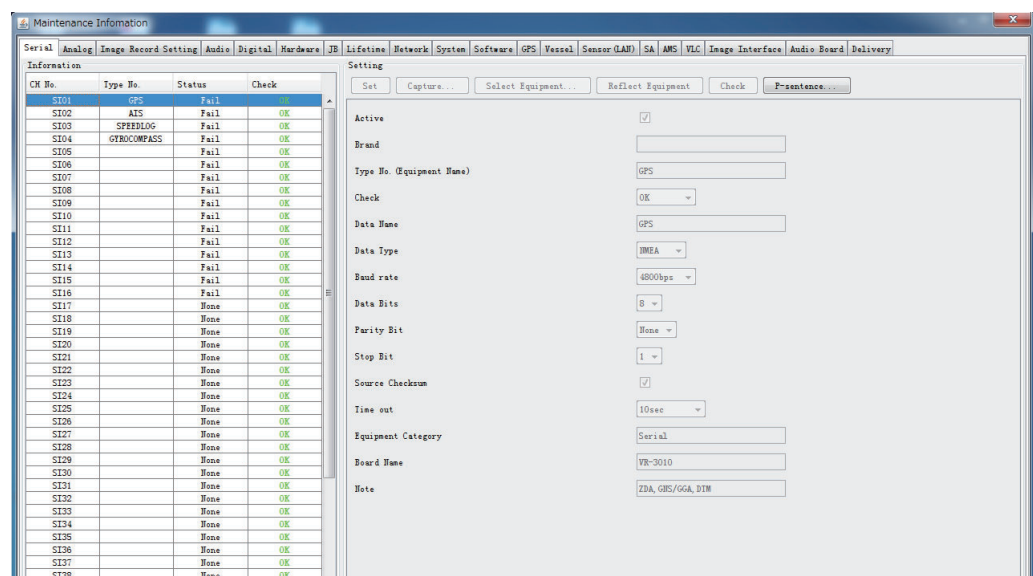 Maintenance Infomation
Serial Analog Image Record Setting Audio Digital Hardware JB Lifetime Network System Software GPS Vessel Sensor(LAN) SA AMS VLC Image Interface Audio Board Delivery
Information
CH No. Type No. Status Check
SI01 GPS Fail OK
SI02 AIS Fail OK
SI03 SPEEDLOG Fail OK
SI04 GYROCOMPASS Fail OK
SI05 Fail OK
SI06 Fail OK
SI07 Fail OK
SI08 Fail OK
SI09 Fail OK
SI10 Fail OK
SI11 Fail OK
SI12 Fail OK
SI13 Fail OK
SI14 Fail OK
SI15 Fail OK
SI16 Fail OK
SI17 None OK
SI18 None OK
SI19 None OK
SI20 None OK
SI21 None OK
SI22 None OK
SI23 None OK
SI24 None OK
SI25 None OK
SI26 None OK
SI27 None OK
SI28 None OK
SI29 None OK
SI30 None OK
SI31 None OK
SI32 None OK
SI33 None OK
SI34 None OK
SI35 None OK
SI36 None OK
SI37 None OK
SI38 None OK
Setting
Set Capture... Select Equipment... Reflect Equipment Check P-sentence...
Active
Brand
Type No. (Equipment Name) GPS
Check OK
Data Name GPS
Data Type NMEA
Baud rate 4800bps
Data Bits 8
Parity Bit None
Stop Bit 1
Source Checksum
Time out 10sec
Equipment Category Serial
Board Name VR-3010
Note ZDA, GNS/GGA, DTM